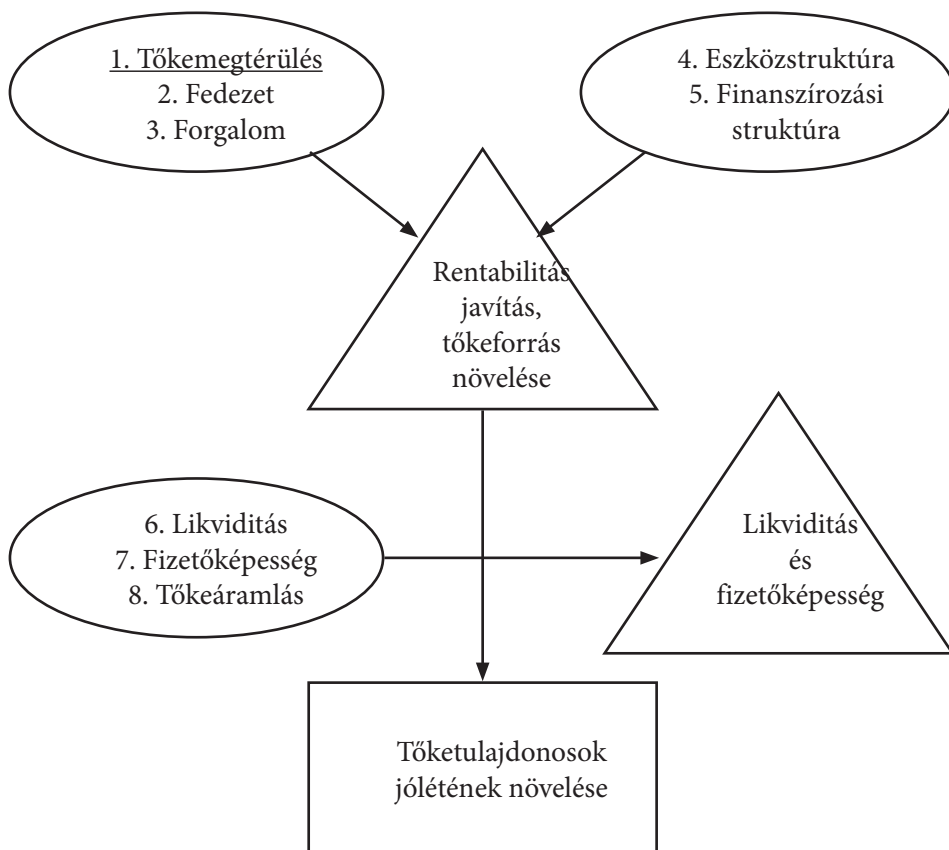 1. Tőkemegtérülés
2. Fedezet
3. Forgalom
4. Eszközstruktúra
5. Finanszírozási
struktúra
Rentabilitás
javítás,
tőkeforrás
növelése
6. Likviditás
7. Fizetőképesség
8. Tőkeáramlás
Likviditás
és
fizetőképesség
Tőketulajdonosok
jólétének növelése